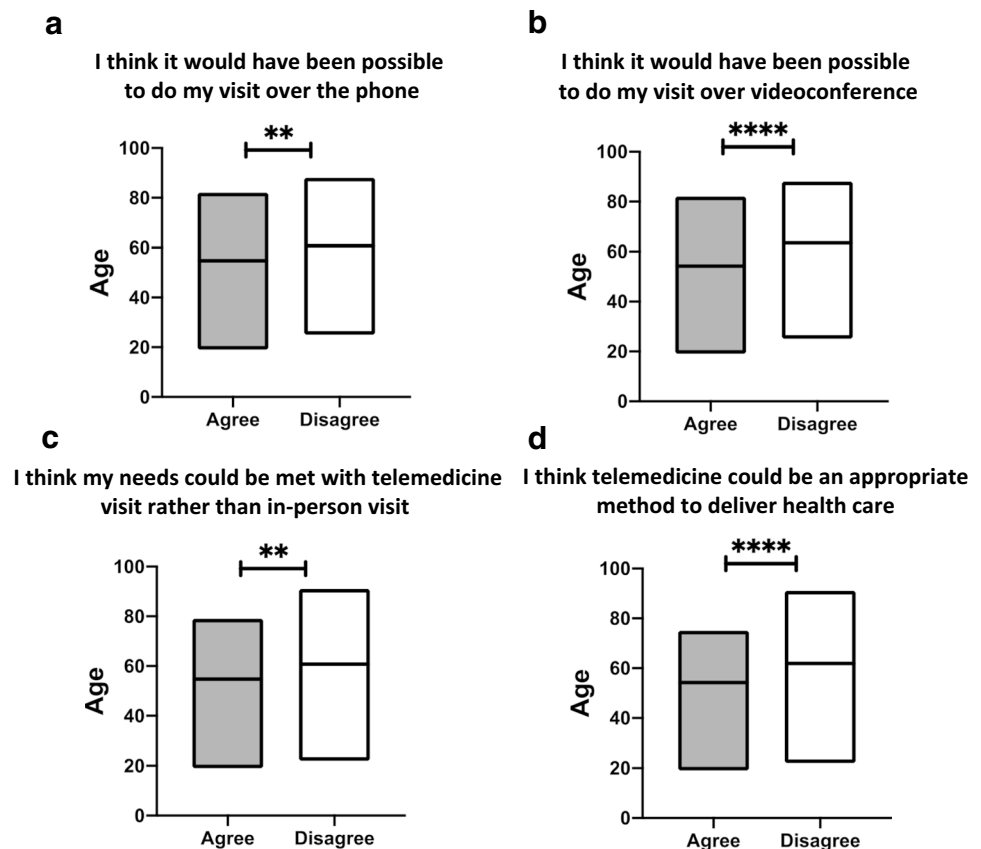 a
I think it would have been possible
to do my visit over the phone
**
100
80
60
40
20
0
Age
Agree Disagree
b
I think it would have been possible
to do my visit over videoconference
****
100
80
60
40
20
0
Age
Agree Disagree
c
I think my needs could be met with telemedicine
visit rather than in-person visit
**
100
80
60
40
20
0
Age
Agree Disagree
d
I think telemedicine could be an appropriate
method to deliver health care
****
100
80
60
40
20
0
Age
Agree Disagree